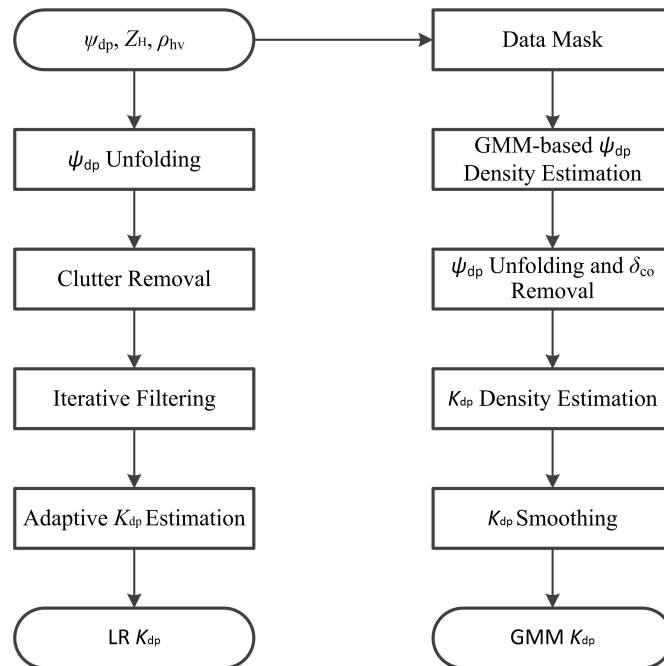 ψdp, ZH, ρhv
Data Mask
ψdp Unfolding
GMM-based ψdp
Density Estimation
Clutter Removal
ψdp Unfolding and δco
Removal
Iterative Filtering
Kdp Density Estimation
Adaptive Kdp Estimation
Kdp Smoothing
LR Kdp
GMM Kdp